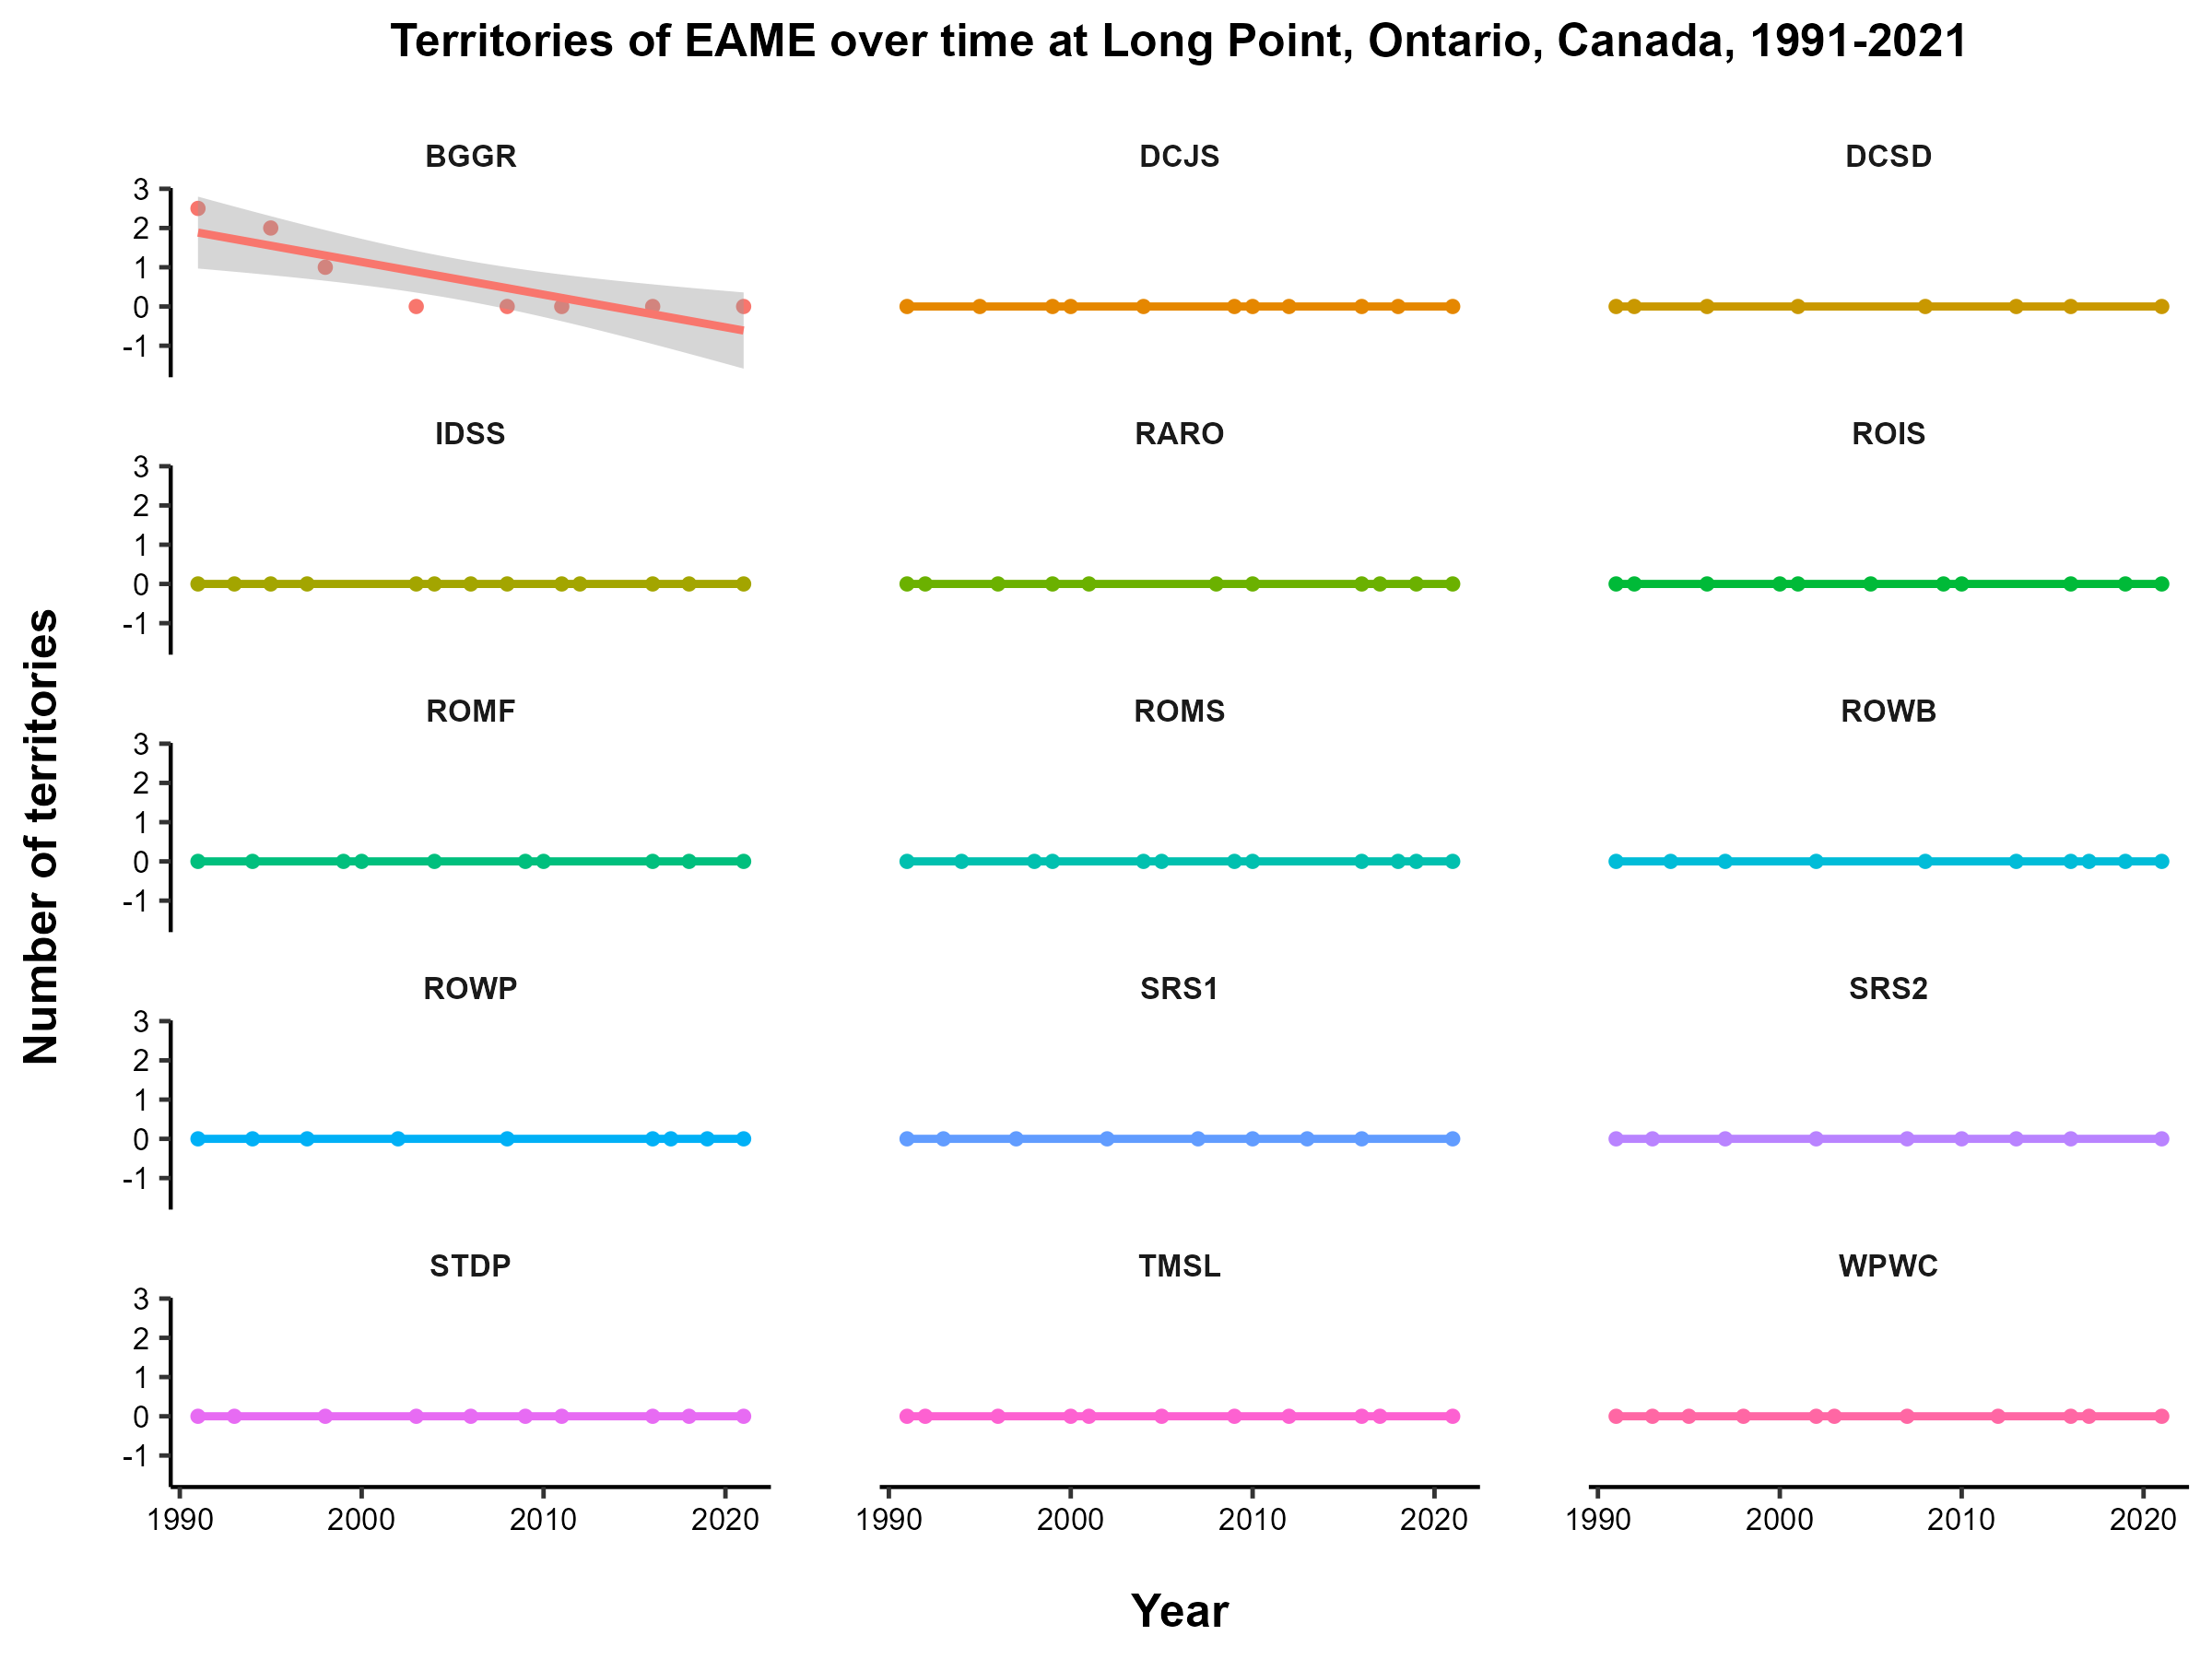 Territories of EAME over time at Long Point, Ontario, Canada, 1991-2021
BGGR
DCJS
DCSD
3
2
1
0
-1
IDSS
RARO
ROIS
3
2
1
0
-1
ROMF
ROMS
ROWB
3
2
1
0
-1
ROWP
SRS1
SRS2
3
2
1
0
-1
STDP
TMSL
WPWC
3
2
1
0
-1
1990 2000 2010 2020
1990 2000 2010 2020
1990 2000 2010 2020
Number of territories
Year